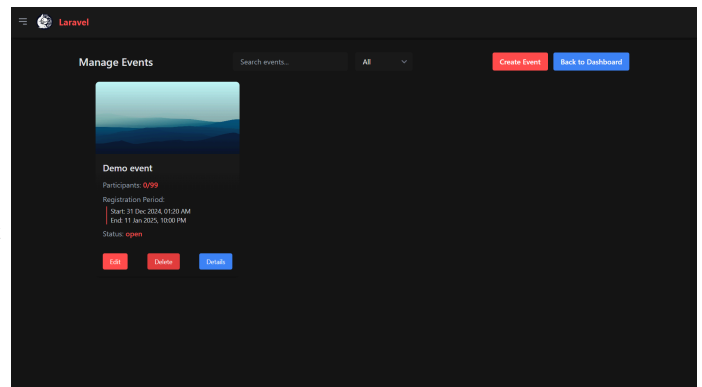 Laravel
Manage Events
Search events...
All
Create Event
Back to Dashboard
Demo event
Participants: 0/99
Registration Period:
Start: 31 Dec 2024, 01:20 AM
End: 11 Jan 2025, 10:00 PM
Status: open
Edit
Delete
Details